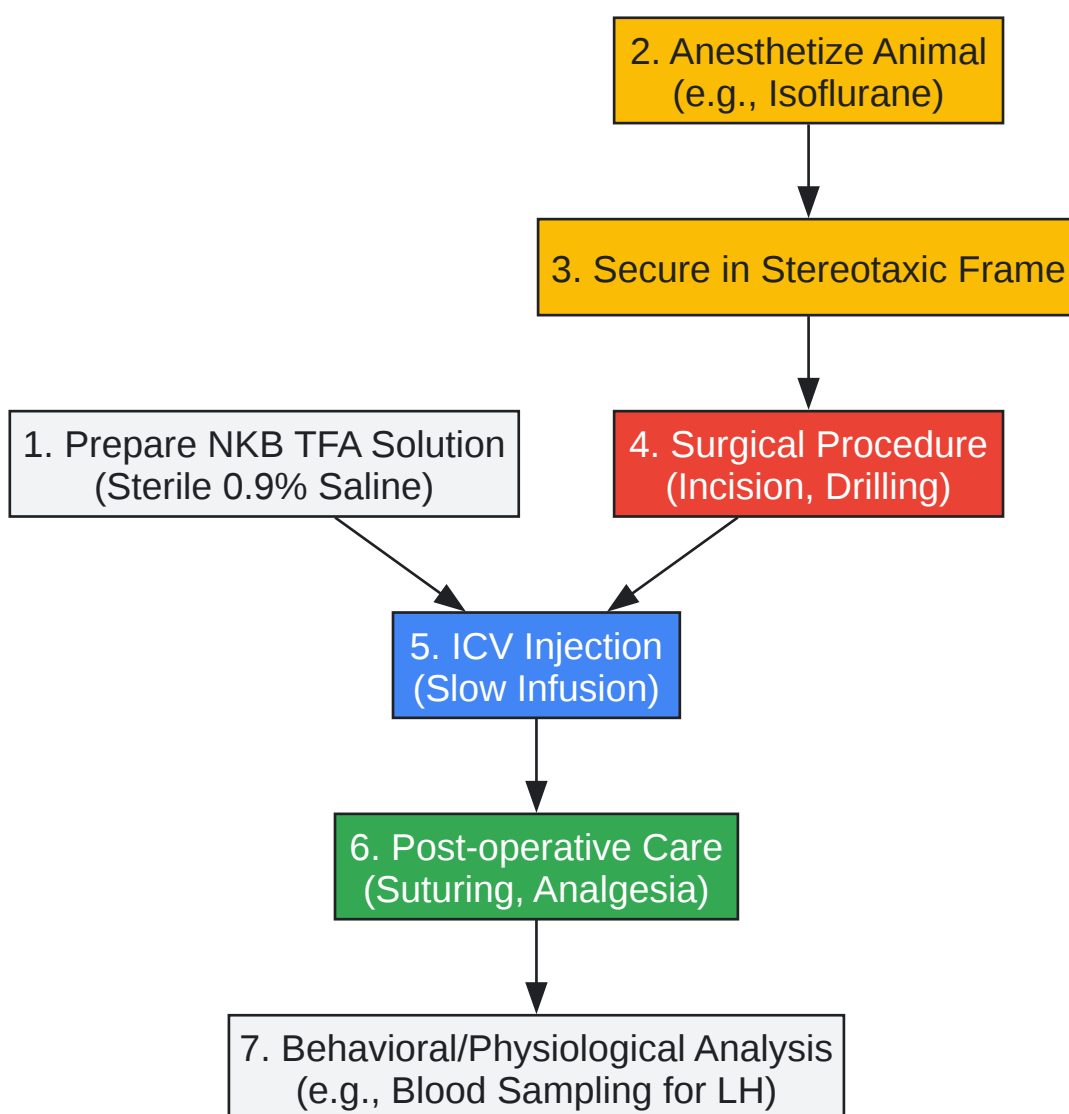 2. Anesthetize Animal
(e.g., Isoflurane)
3. Secure in Stereotaxic Frame
1. Prepare NKB TFA Solution
(Sterile 0.9% Saline)
4. Surgical Procedure
(Incision, Drilling)
5. ICV Injection
(Slow Infusion)
6. Post-operative Care
(Suturing, Analgesia)
7. Behavioral/Physiological Analysis
(e.g., Blood Sampling for LH)